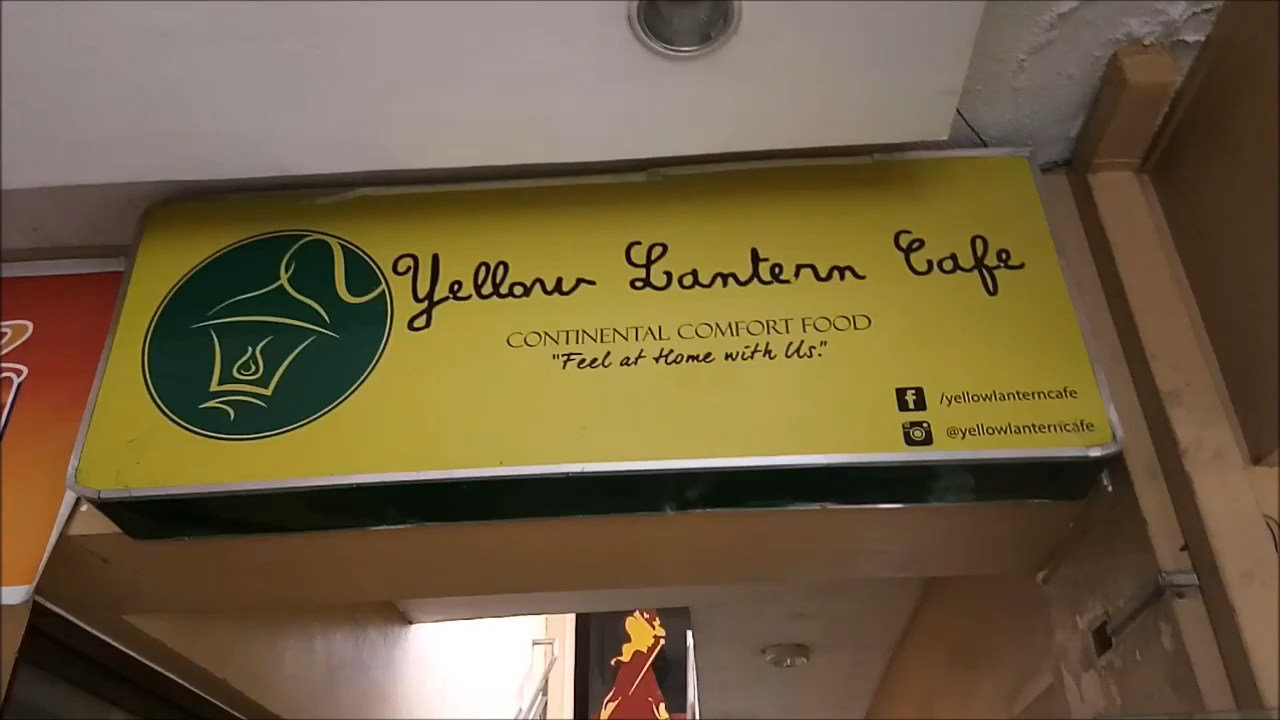 Yellow Lantern Cafe
CONTINENTAL COMFORT FOOD
"Feel at Home with Us."
/yellowlanterncafe
@yellowlanterncafe